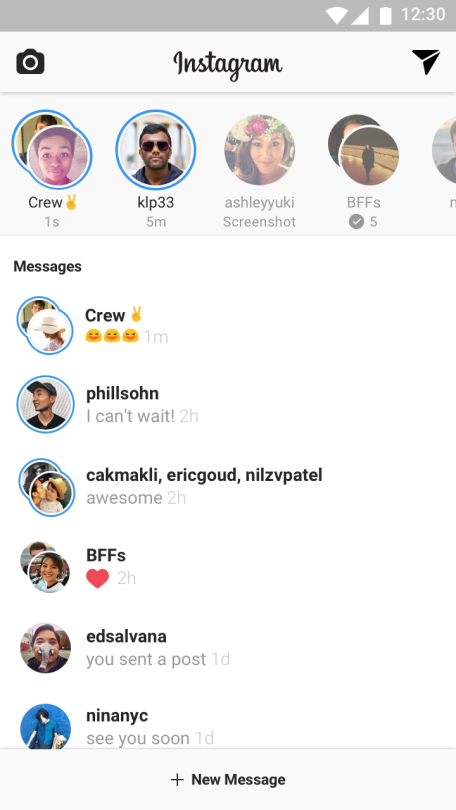 12:30
Instagram
Crew✌️
1s
klp33
5m
ashleyyuki
Screenshot
BFFs
5
Messages
Crew✌️
😄😄😄 1m
phillsohn
I can't wait! 2h
cakmakli, ericgoud, nilzvpatel
awesome 2h
BFFs
❤️ 2h
edsalvana
you sent a post 1d
ninanyc
see you soon 1d
+ New Message